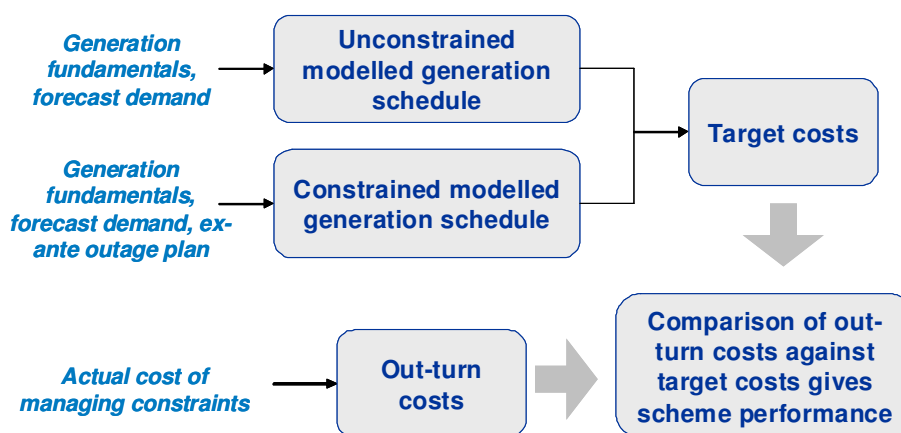 Generation
fundamentals,
forecast demand
Unconstrained
modelled generation
schedule
Target costs
Generation
fundamentals,
forecast demand, ex-
ante outage plan
Constrained modelled
generation schedule
Actual cost of
managing constraints
Out-turn
costs
Comparison of out-
turn costs against
target costs gives
scheme performance